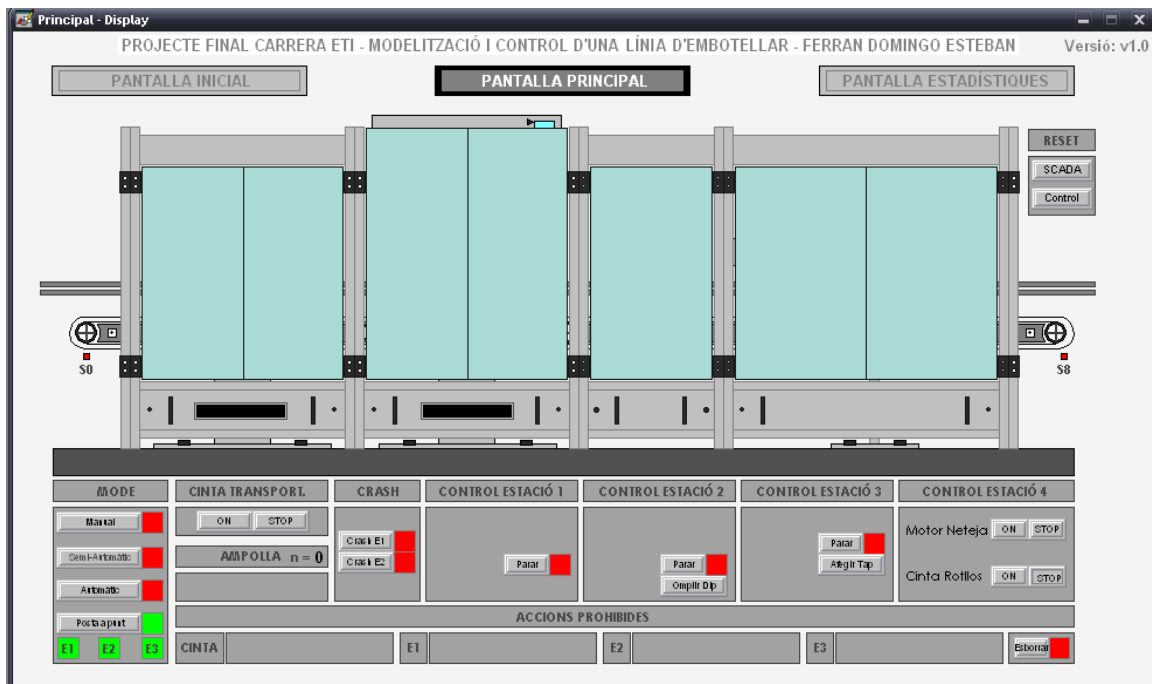 Principal - Display
PROJECTE FINAL CARRERA ETI - MODELITZACIÓ I CONTROL D'UNA LÍNIA D'EMBOTELLAR - FERRAN DOMINGO ESTEBAN
Versió: v1.0
PANTALLA INICIAL
PANTALLA PRINCIPAL
PANTALLA ESTADÍSTIQUES
RESET
SCADA
Control
S0
S8
MODE
CINTA TRANSPORT.
CRASH
CONTROL ESTACIÓ 1
CONTROL ESTACIÓ 2
CONTROL ESTACIÓ 3
CONTROL ESTACIÓ 4
Manual
Semi-Automàtic
Automàtic
Posta a punt
E1 E2 E3
ON STOP
AMPOLLA n = 0
Crash E1
Crash E2
Parar
Parar
Omplir Dip
Parar
Afegir Tap
Motor Neteja ON STOP
Cinta Rotllos ON STOP
ACCIONS PROHIBIDES
CINTA
E1
E2
E3
Esborrar